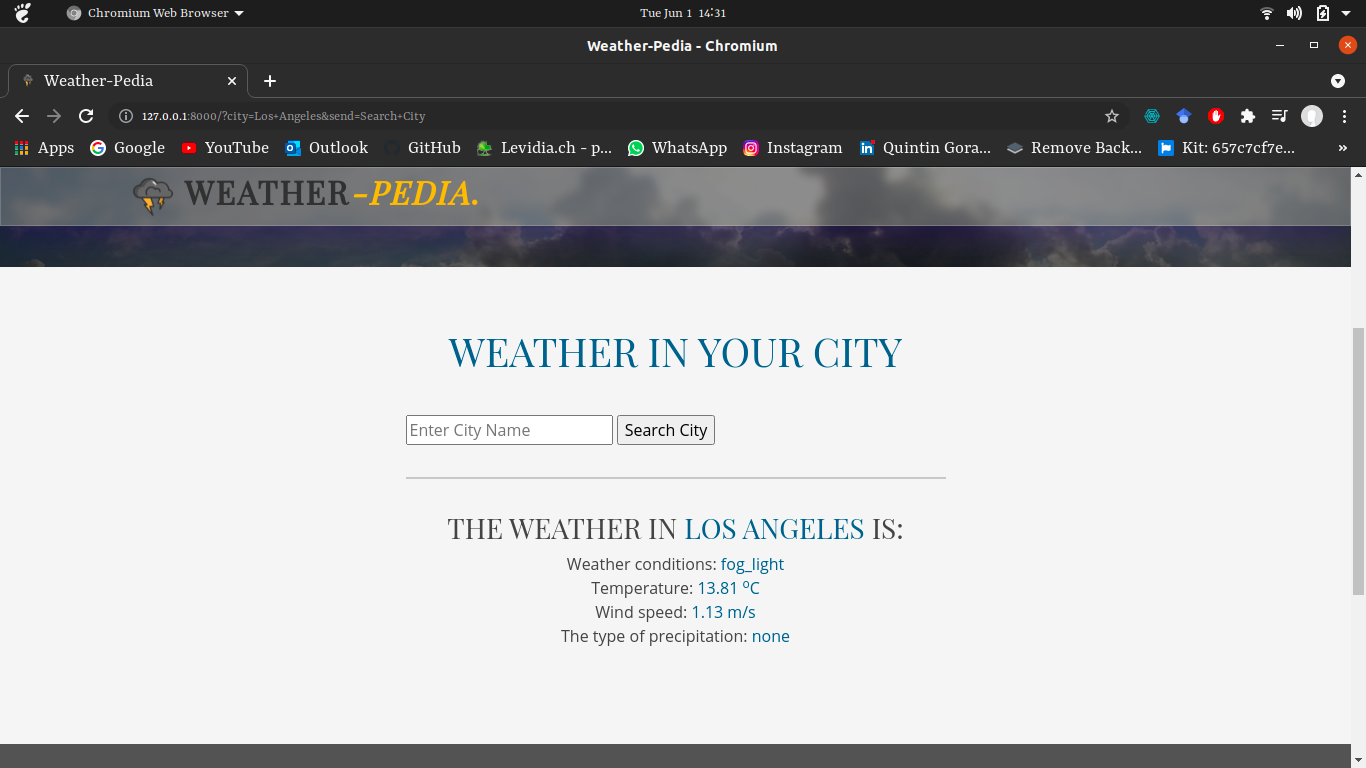 Chromium Web Browser Tue Jun 1 14:31
Weather-Pedia - Chromium
Weather-Pedia
127.0.0.1:8000/?city=Los+Angeles&send=Search+City
Apps Google YouTube Outlook GitHub Levidia.ch - p... WhatsApp Instagram Quintin Gora... Remove Back... Kit: 657c7cf7e... »
WEATHER-PEDIA.
WEATHER IN YOUR CITY
Enter City Name Search City
THE WEATHER IN LOS ANGELES IS:
Weather conditions: fog_light
Temperature: 13.81 ºC
Wind speed: 1.13 m/s
The type of precipitation: none